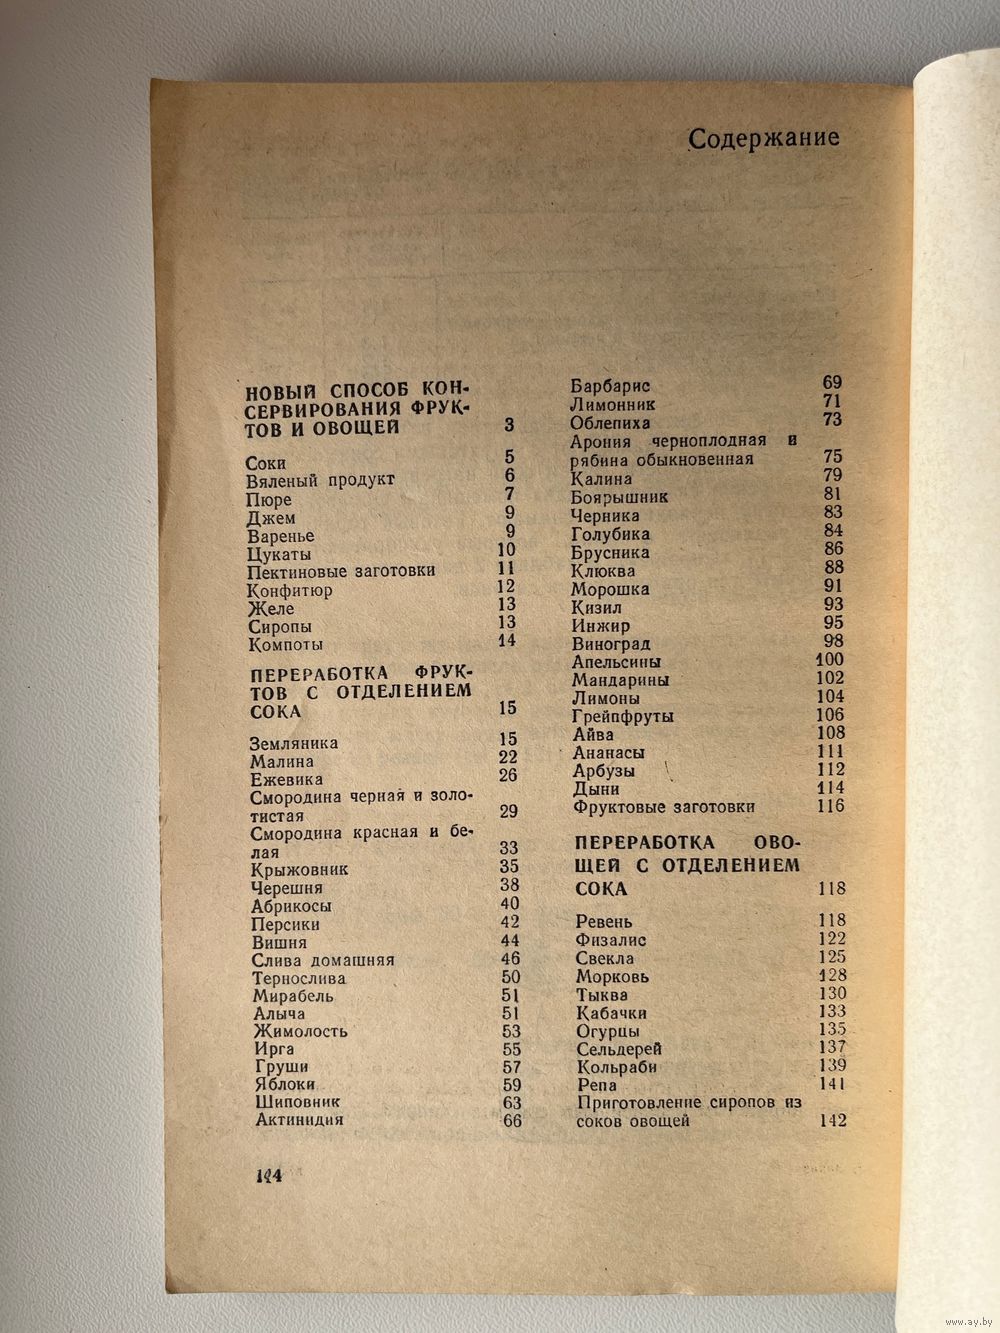 Содержание
НОВЫЙ СПОСОБ КОН-
СЕРВИРОВАНИЯ ФРУК-
ТОВ И ОВОЩЕЙ 3
Соки 5
Вяленый продукт 6
Пюре 7
Джем 9
Варенье 9
Цукаты 10
Пектиновые заготовки 11
Конфитюр 12
Желе 13
Сиропы 13
Компоты 14
ПЕРЕРАБОТКА ФРУК-
ТОВ С ОТДЕЛЕНИЕМ
СОКА 15
Земляника 15
Малина 22
Ежевика 26
Смородина черная и золо-
тистая 29
Смородина красная и бе-
лая 33
Крыжовник 35
Черешня 38
Абрикосы 40
Персики 42
Вишня 44
Слива домашняя 46
Тернослива 50
Мирабель 51
Алыча 51
Жимолость 53
Ирга 55
Груши 57
Яблоки 59
Шиповник 63
Актинидия 66
Барбарис 69
Лимонник 71
Облепиха 73
Арония черноплодная и
рябина обыкновенная 75
Калина 79
Боярышник 81
Черника 83
Голубика 84
Брусника 86
Клюква 88
Морошка 91
Кизил 93
Инжир 95
Виноград 98
Апельсины 100
Мандарины 102
Лимоны 104
Грейпфруты 106
Айва 108
Ананасы 111
Арбузы 112
Дыни 114
Фруктовые заготовки 116
ПЕРЕРАБОТКА ОВО-
ЩЕЙ С ОТДЕЛЕНИЕМ
СОКА 118
Ревень 118
Физалис 122
Свекла 125
Морковь 128
Тыква 130
Кабачки 133
Огурцы 135
Сельдерей 137
Кольраби 139
Репа 141
Приготовление сиропов из
соков овощей 142
www.ay.by